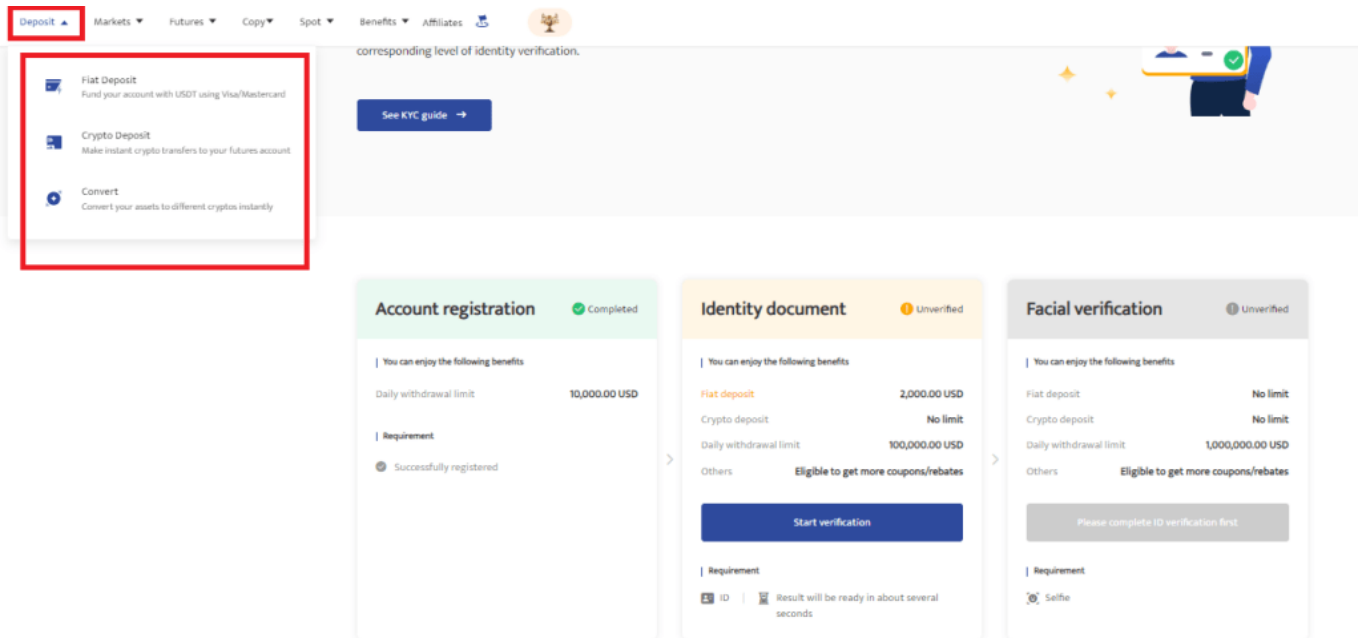 Deposit Markets Futures Copy Spot Benefits Affiliates
Fiat Deposit
Fund your account with USDT using Visa/Mastercard
Crypto Deposit
Make instant crypto transfers to your futures account
Convert
Convert your assets to different cryptos instantly
corresponding level of identity verification.
See KYC guide →
Account registration Completed
You can enjoy the following benefits
Daily withdrawal limit 10,000.00 USD
Requirement
Successfully registered
Identity document Unverified
You can enjoy the following benefits
Fiat deposit 2,000.00 USD
Crypto deposit No limit
Daily withdrawal limit 100,000.00 USD
Others Eligible to get more coupons/rebates
Start verification
Requirement
ID Result will be ready in about several
seconds
Facial verification Unverified
You can enjoy the following benefits
Fiat deposit No limit
Crypto deposit No limit
Daily withdrawal limit 1,000,000.00 USD
Others Eligible to get more coupons/rebates
Please complete ID verification first
Requirement
Selfie